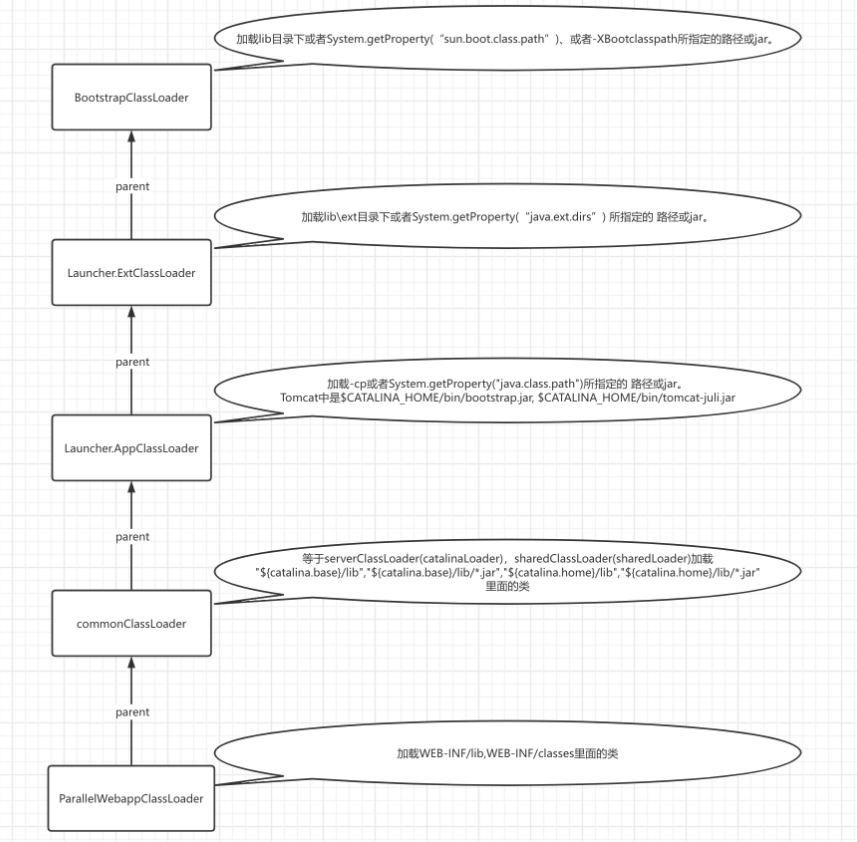 加载lib目录下或者System.getProperty(“sun.boot.class.path”)、或者-XBootclasspath所指定的路径或jar。
BootstrapClassLoader
parent
加载lib\ext目录下或者System.getProperty(“java.ext.dirs”) 所指定的 路径或jar。
Launcher.ExtClassLoader
parent
加载-cp或者System.getProperty("java.class.path")所指定的 路径或jar。
Tomcat中是$CATALINA_HOME/bin/bootstrap.jar, $CATALINA_HOME/bin/tomcat-juli.jar
Launcher.AppClassLoader
parent
等于serverClassLoader(catalinaLoader)，sharedClassLoader(sharedLoader)加载
"${catalina.base}/lib","${catalina.base}/lib/*.jar","${catalina.home}/lib","${catalina.home}/lib/*.jar"
里面的类
commonClassLoader
parent
加载WEB-INF/lib,WEB-INF/classes里面的类
ParallelWebappClassLoader